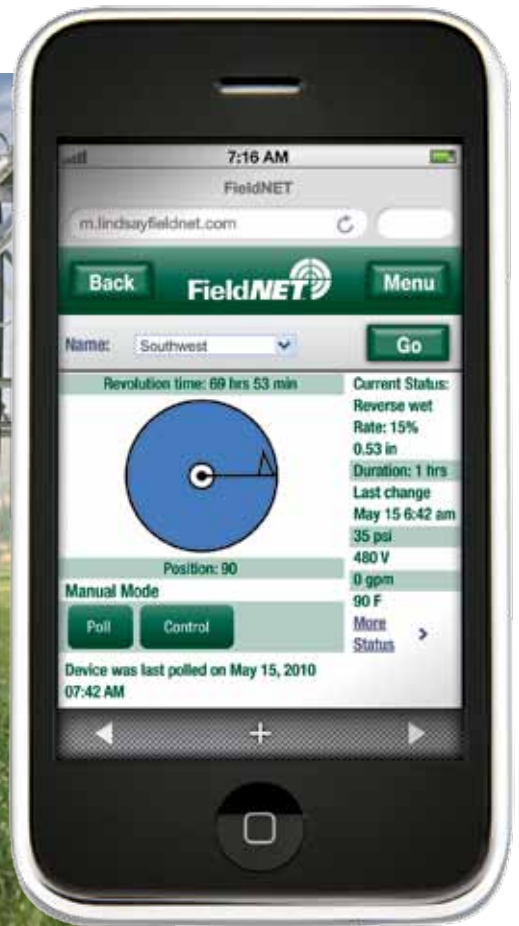 7:16 AM
FieldNET
m.lindsayfieldnet.com
Back
FieldNET
Menu
Name:
Southwest
Go
Revolution time: 69 hrs 53 min
Position: 90
Manual Mode
Poll
Control
Device was last polled on May 15, 2010
07:42 AM
Current Status:
Reverse wet
Rate: 15%
0.53 in
Duration: 1 hrs
Last change
May 15 6:42 am
35 psi
480 V
0 gpm
90 F
More
Status